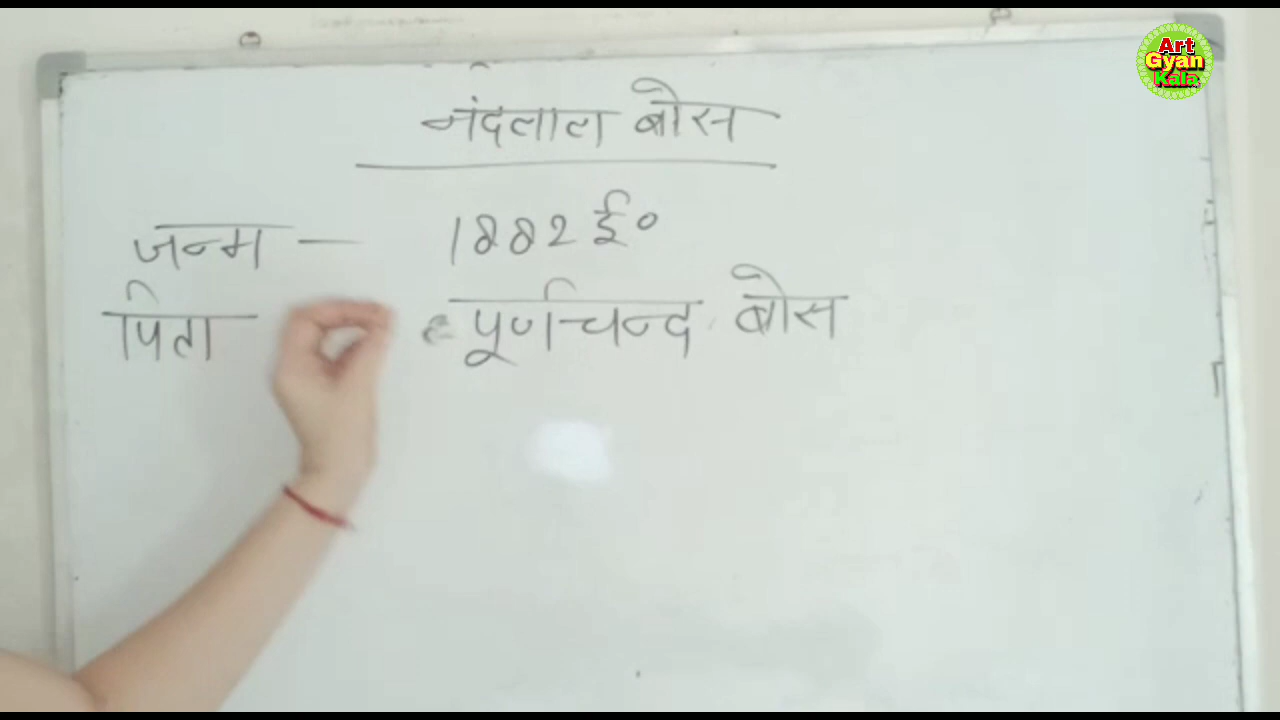 Art
Gyan
Kala
नंदलाल बोस
जन्म — 1882 ई०
पिता पूर्णचन्द बोस